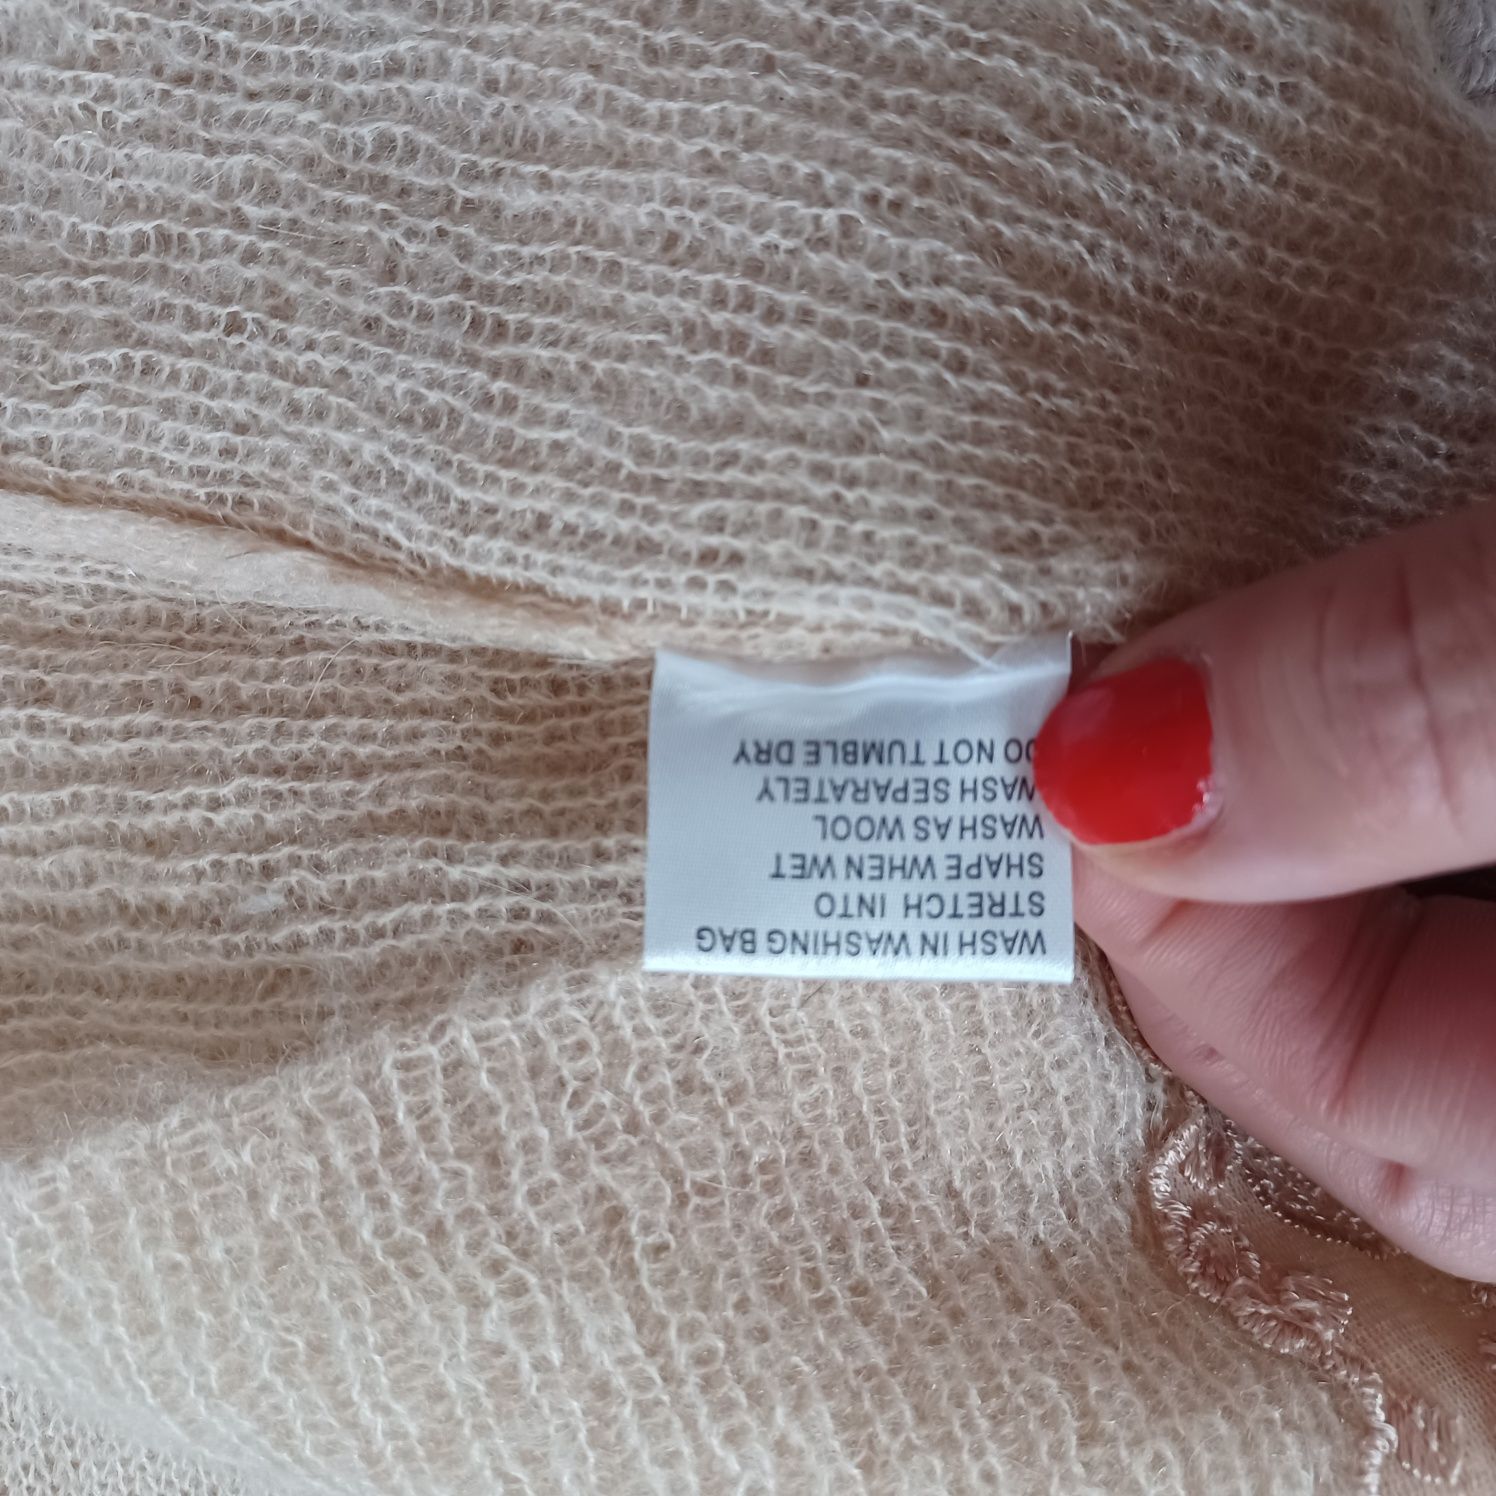 WASH IN WASHING BAG
STRETCH INTO
SHAPE WHEN WET
WASH AS WOOL
WASH SEPARATELY
DO NOT TUMBLE DRY